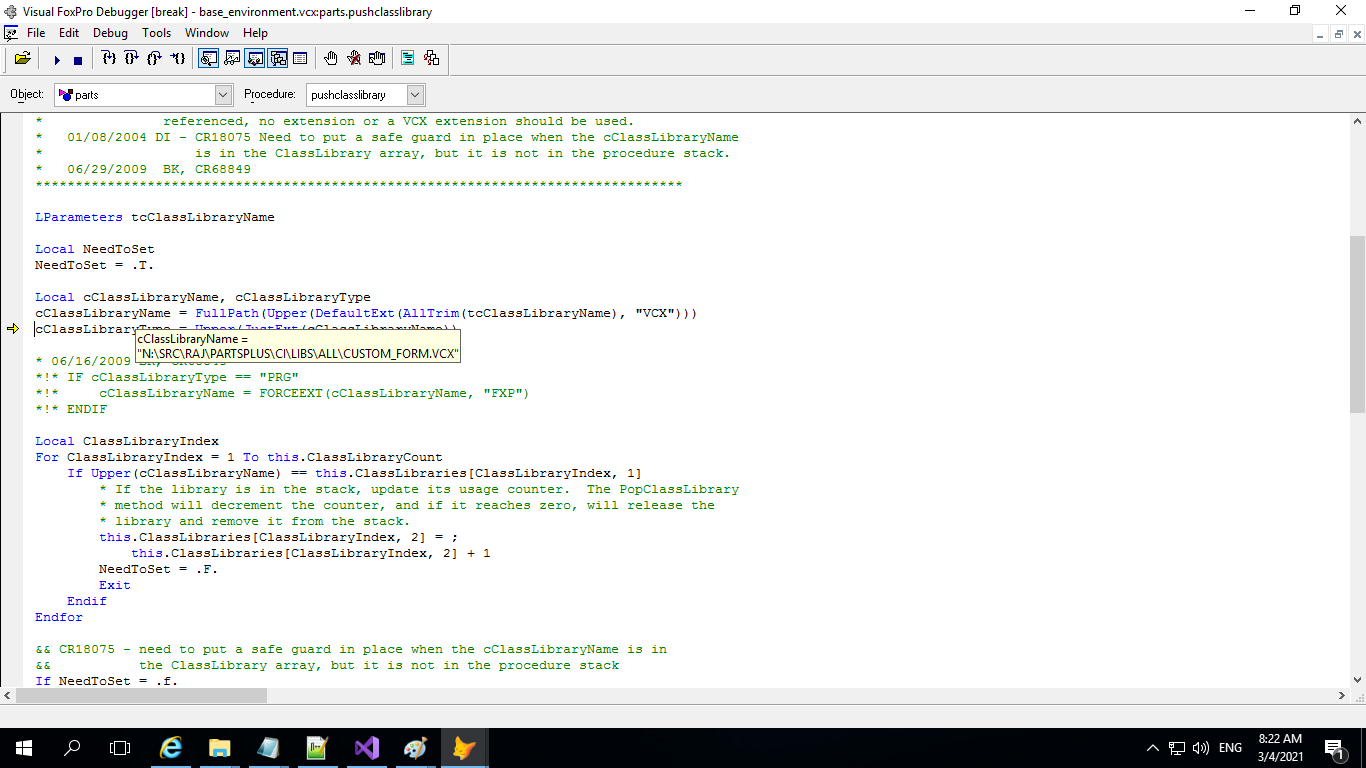 Visual FoxPro Debugger [break] - base_environment.vcx:parts.pushclasslibrary
File Edit Debug Tools Window Help
Object: parts Procedure: pushclasslibrary
* referenced, no extension or a VCX extension should be used.
* 01/08/2004 DI - CR18075 Need to put a safe guard in place when the cClassLibraryName
* is in the ClassLibrary array, but it is not in the procedure stack.
* 06/29/2009 BK, CR68849
*********************************************************************************
LParameters tcClassLibraryName
Local NeedToSet
NeedToSet = .T.
Local cClassLibraryName, cClassLibraryType
cClassLibraryName = FullPath(Upper(DefaultExt(AllTrim(tcClassLibraryName), "VCX")))
cClassLibraryType = Upper(JustExt(cClassLibraryName))
cClassLibraryName =
"N:\SRC\RAJ\PARTSPLUS\CI\LIBS\ALL\CUSTOM_FORM.VCX"
* 06/16/2009 BK, CR68849
*!* IF cClassLibraryType == "PRG"
*!* cClassLibraryName = FORCEEXT(cClassLibraryName, "FXP")
*!* ENDIF
Local ClassLibraryIndex
For ClassLibraryIndex = 1 To this.ClassLibraryCount
If Upper(cClassLibraryName) == this.ClassLibraries[ClassLibraryIndex, 1]
* If the library is in the stack, update its usage counter. The PopClassLibrary
* method will decrement the counter, and if it reaches zero, will release the
* library and remove it from the stack.
this.ClassLibraries[ClassLibraryIndex, 2] = ;
this.ClassLibraries[ClassLibraryIndex, 2] + 1
NeedToSet = .F.
Exit
Endif
Endfor
&& CR18075 - need to put a safe guard in place when the cClassLibraryName is in
&& the ClassLibrary array, but it is not in the procedure stack
If NeedToSet = .f.
ENG
8:22 AM
3/4/2021
1